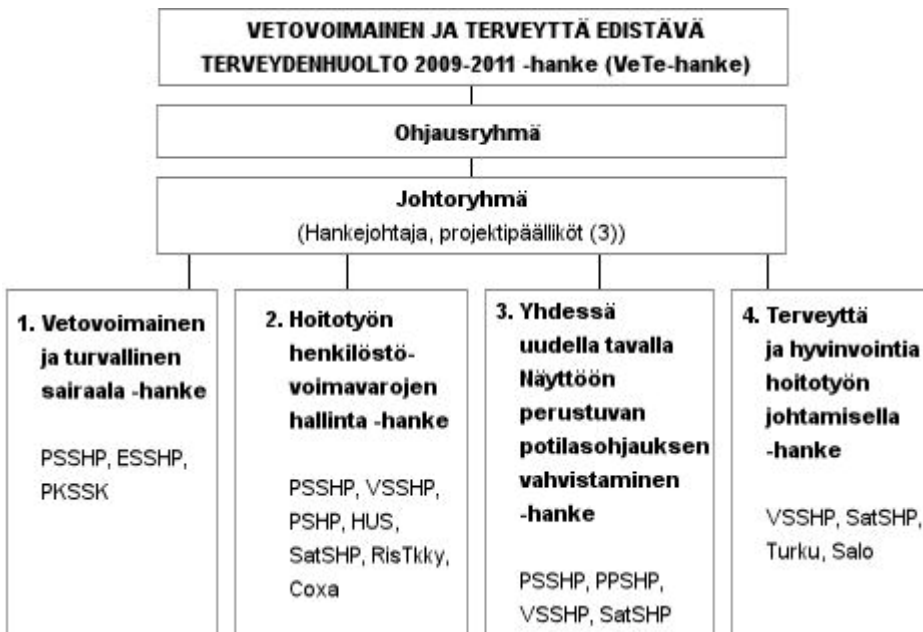 VETOVOIMAINEN JA TERVEYTTÄ EDISTÄVÄ
TERVEYDENHUOLTO 2009-2011 -hanke (VeTe-hanke)
Ohjausryhmä
Johtoryhmä
(Hankejohtaja, projektipäälliköt (3))
1. Vetovoimainen
ja turvallinen
sairaala -hanke
PSSHP, ESSHP,
PKSSK
2. Hoitotyön
henkilöstö-
voimavarojen
hallinta -hanke
PSSHP, VSSHP,
PSHP, HUS,
SatSHP, RisTkky,
Coxa
3. Yhdessä
uudella tavalla
Näyttöön
perustuvan
potilasohjauksen
vahvistaminen
-hanke
PSSHP, PPSHP,
VSSHP, SatSHP
4. Terveyttä
ja hyvinvointia
hoitotyön
johtamisella
-hanke
VSSHP, SatSHP,
Turku, Salo